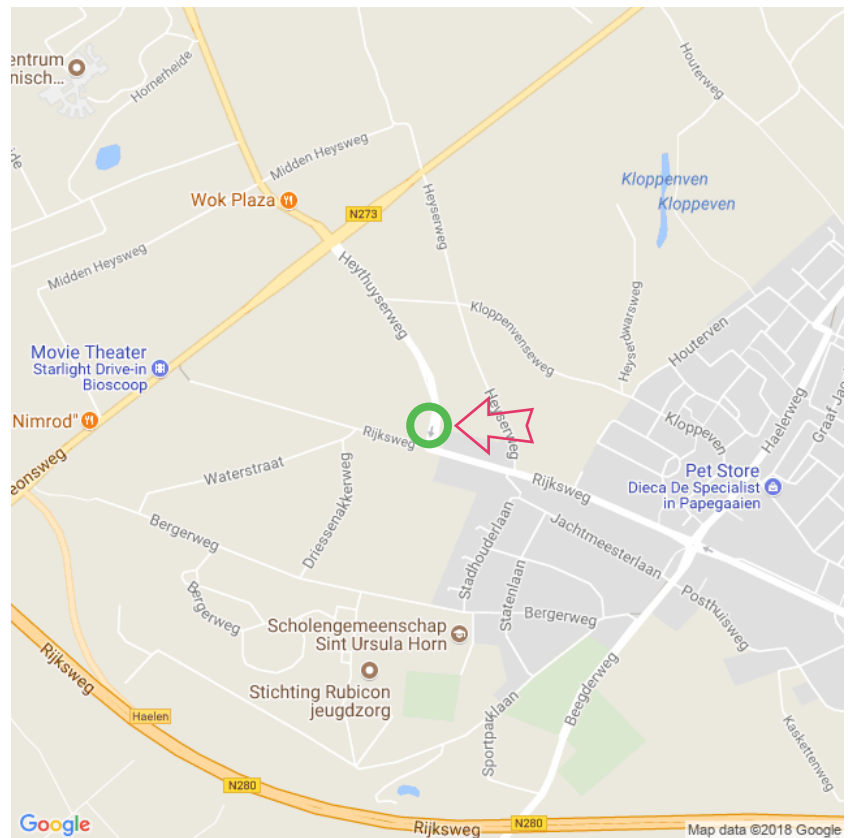 entrum
nisch...
Hornerheide
Houterweg
Midden Heysweg
Heyserweg
Kloppenven
Kloppeven
Wok Plaza
N273
Midden Heysweg
Heythuyserweg
Kloppenvenseweg
Heyserdwarsweg
Houterven
Movie Theater
Starlight Drive-in
Bioscoop
Nimrod"
Heyserweg
Kloppeven
Haelerweg
Graaf Jac
eonsweg
Rijksweg
Waterstraat
Driessenakkerweg
Rijksweg
Pet Store
Dieca De Specialist
in Papegaaien
Bergerweg
Stadhouderlaan
Jachtmeesterlaan
Statenlaan
Bergerweg
Bergerweg
Posthuisweg
Scholengemeenschap
Sint Ursula Horn
Rijksweg
Stichting Rubicon
jeugdzorg
Beegderweg
Sportparklaan
Haelen
Kaskettenweg
N280
Rijksweg
N280
Google
Map data ©2018 Google